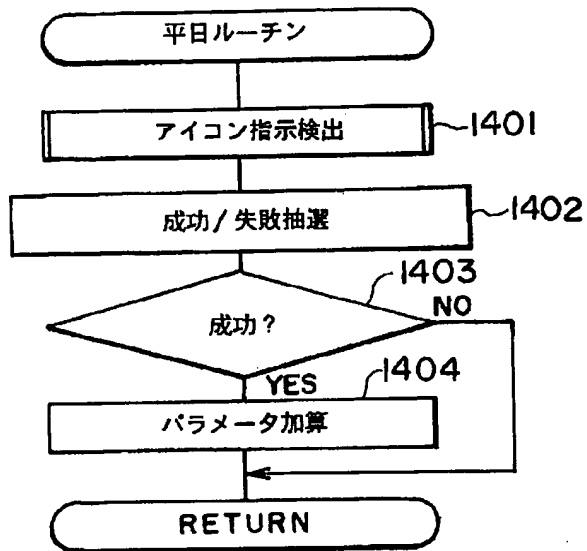 平日ルーチン
アイコン指示検出
1401
成功/失敗抽選
1402
1403
成功?
NO
YES
1404
パラメータ加算
RETURN